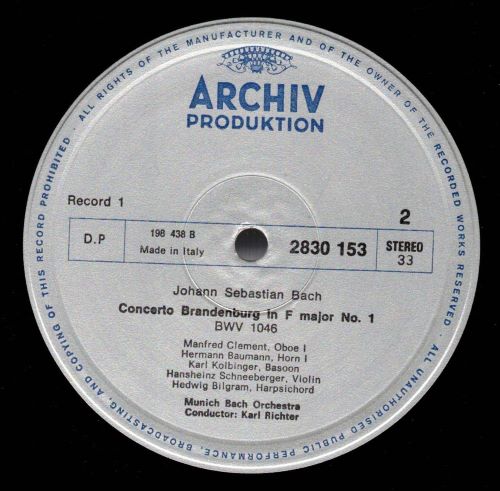 ALL RIGHTS OF THE MANUFACTURER AND OF THE OWNER OF THE RECORDED WORKS RESERVED. ALL UNAUTHORISED PUBLIC PERFORMANCE, BROADCASTING, AND COPYING OF THIS RECORD PROHIBITED.
ARCHIV
PRODUKTION
Record 1
2
D.P
198 438 B
Made in Italy
2830 153
STEREO
33
Johann Sebastian Bach
Concerto Brandenburg in F major No. 1
BWV 1046
Manfred Clement, Oboe I
Hermann Baumann, Horn I
Karl Kolbinger, Basoon
Hansheinz Schneeberger, Violin
Hedwig Bilgram, Harpsichord
Munich Bach Orchestra
Conductor: Karl Richter